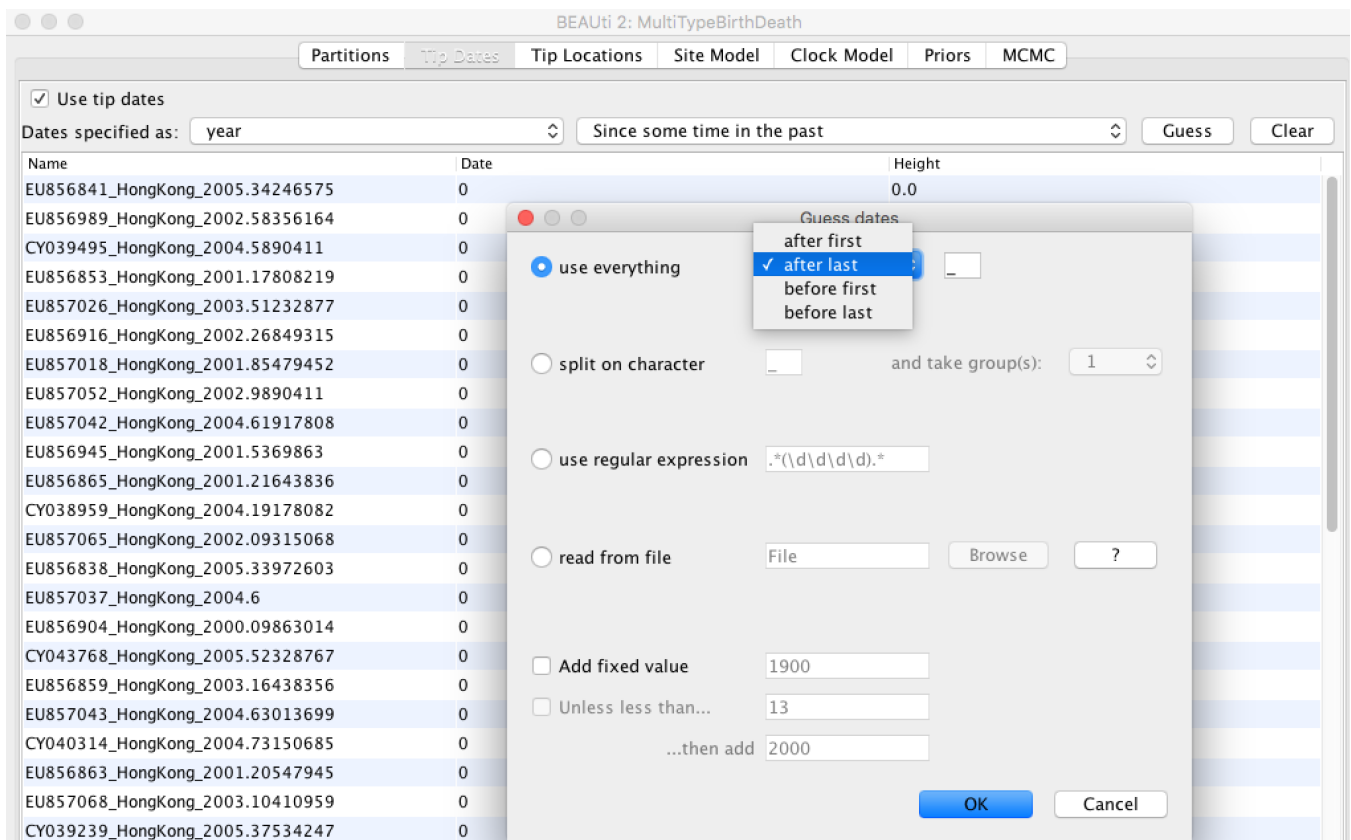 BEAUti 2: MultiTypeBirthDeath
Partitions Tip Dates Tip Locations Site Model Clock Model Priors MCMC
Use tip dates
Dates specified as: year Since some time in the past Guess Clear
Name Date Height
EU856841_HongKong_2005.34246575 0 0.0
EU856989_HongKong_2002.58356164 0
CY039495_HongKong_2004.5890411 0
EU856853_HongKong_2001.17808219 0
EU857026_HongKong_2003.51232877 0
EU856916_HongKong_2002.26849315 0
EU857018_HongKong_2001.85479452 0
EU857052_HongKong_2002.9890411 0
EU857042_HongKong_2004.61917808 0
EU856945_HongKong_2001.5369863 0
EU856865_HongKong_2001.21643836 0
CY038959_HongKong_2004.19178082 0
EU857065_HongKong_2002.09315068 0
EU856838_HongKong_2005.33972603 0
EU857037_HongKong_2004.6 0
EU856904_HongKong_2000.09863014 0
CY043768_HongKong_2005.52328767 0
EU856859_HongKong_2003.16438356 0
EU857043_HongKong_2004.63013699 0
CY040314_HongKong_2004.73150685 0
EU856863_HongKong_2001.20547945 0
EU857068_HongKong_2003.10410959 0
CY039239_HongKong_2005.37534247 0
Guess dates
after first
use everything ✓ after last _
before first
before last
split on character _ and take group(s): 1
use regular expression .*(\d\d\d\d).*
read from file File Browse ?
Add fixed value 1900
Unless less than... 13
...then add 2000
OK Cancel